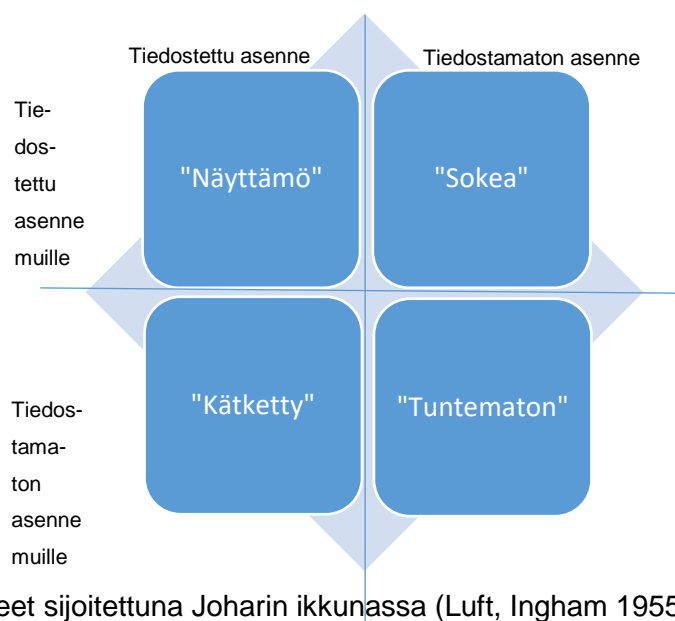 Tiedostettu asenne
Tiedostamaton asenne
Tie-
dos-
tettu
asenne
muille
"Näyttämö"
"Sokea"
Tiedos-
tama-
ton
asenne
muille
"Kätketty"
"Tuntematon"
eet sijoitettuna Joharin ikkunassa (Luft, Ingham 1955